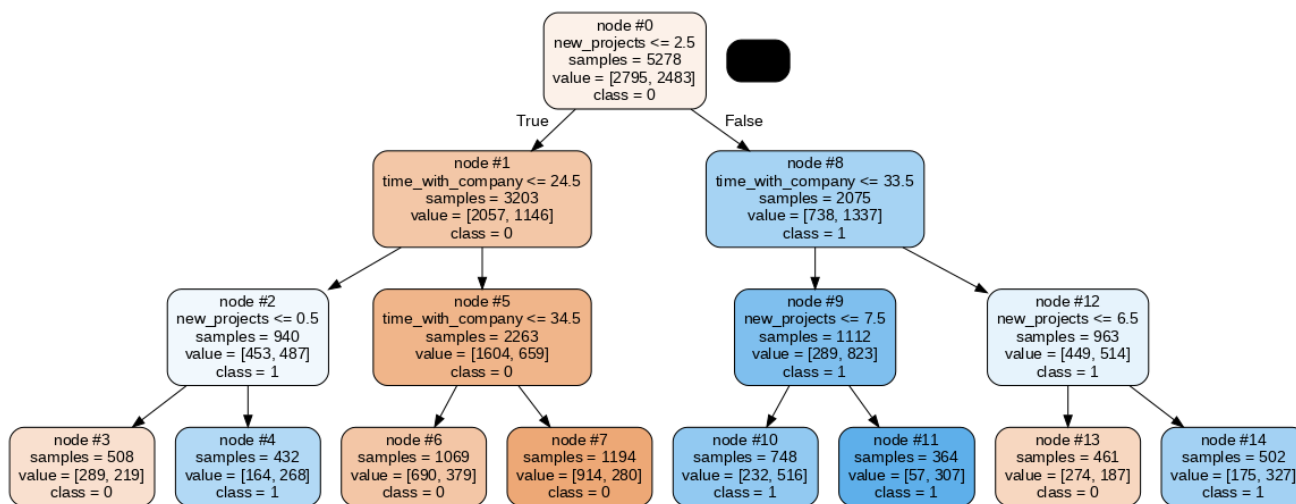 node #0
new_projects <= 2.5
samples = 5278
value = [2795, 2483]
class = 0
True
False
node #1
time_with_company <= 24.5
samples = 3203
value = [2057, 1146]
class = 0
node #8
time_with_company <= 33.5
samples = 2075
value = [738, 1337]
class = 1
node #2
new_projects <= 0.5
samples = 940
value = [453, 487]
class = 1
node #5
time_with_company <= 34.5
samples = 2263
value = [1604, 659]
class = 0
node #9
new_projects <= 7.5
samples = 1112
value = [289, 823]
class = 1
node #12
new_projects <= 6.5
samples = 963
value = [449, 514]
class = 1
node #3
samples = 508
value = [289, 219]
class = 0
node #4
samples = 432
value = [164, 268]
class = 1
node #6
samples = 1069
value = [690, 379]
class = 0
node #7
samples = 1194
value = [914, 280]
class = 0
node #10
samples = 748
value = [232, 516]
class = 1
node #11
samples = 364
value = [57, 307]
class = 1
node #13
samples = 461
value = [274, 187]
class = 0
node #14
samples = 502
value = [175, 327]
class = 1